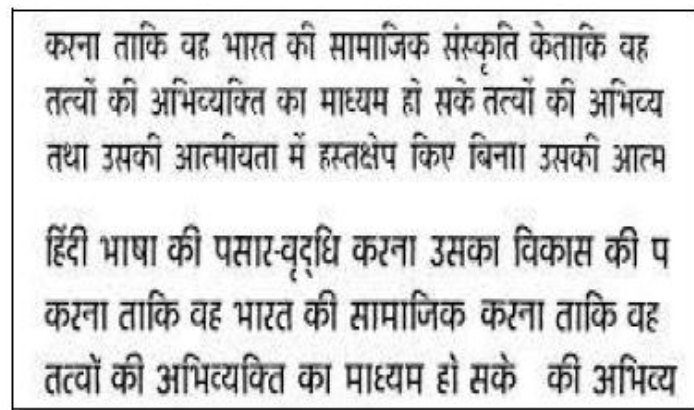 करना ताकि वह भारत की सामाजिक संस्कृति केताकि वह
तत्वों की अभिव्यक्ति का माध्यम हो सके तत्वों की अभिव्य
तथा उसकी आत्मीयता में हस्तक्षेप किए बिना। उसकी आत्म
हिंदी भाषा की पसार-वृद्धि करना उसका विकास की प
करना ताकि वह भारत की सामाजिक करना ताकि वह
तत्वों की अभिव्यक्ति का माध्यम हो सके की अभिव्य